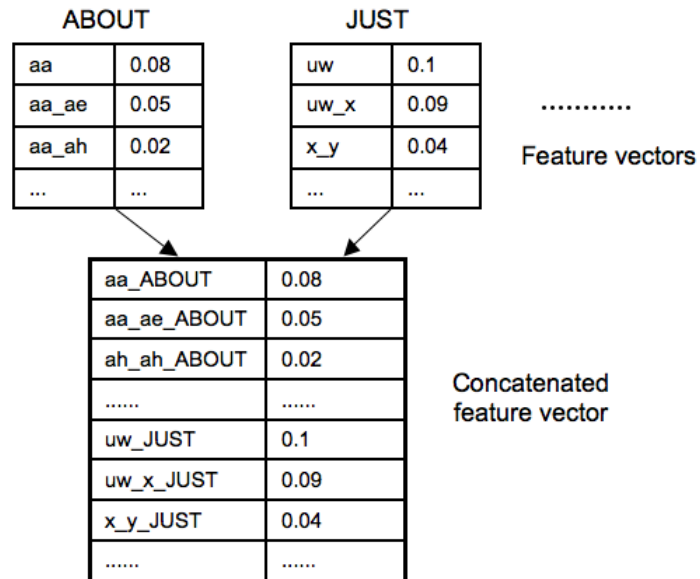 ABOUT
aa 0.08
aa_ae 0.05
aa_ah 0.02
... ...
JUST
uw 0.1
uw_x 0.09
x_y 0.04
... ...
...........
Feature vectors
aa_ABOUT 0.08
aa_ae_ABOUT 0.05
ah_ah_ABOUT 0.02
...... ......
uw_JUST 0.1
uw_x_JUST 0.09
x_y_JUST 0.04
...... ......
Concatenated
feature vector